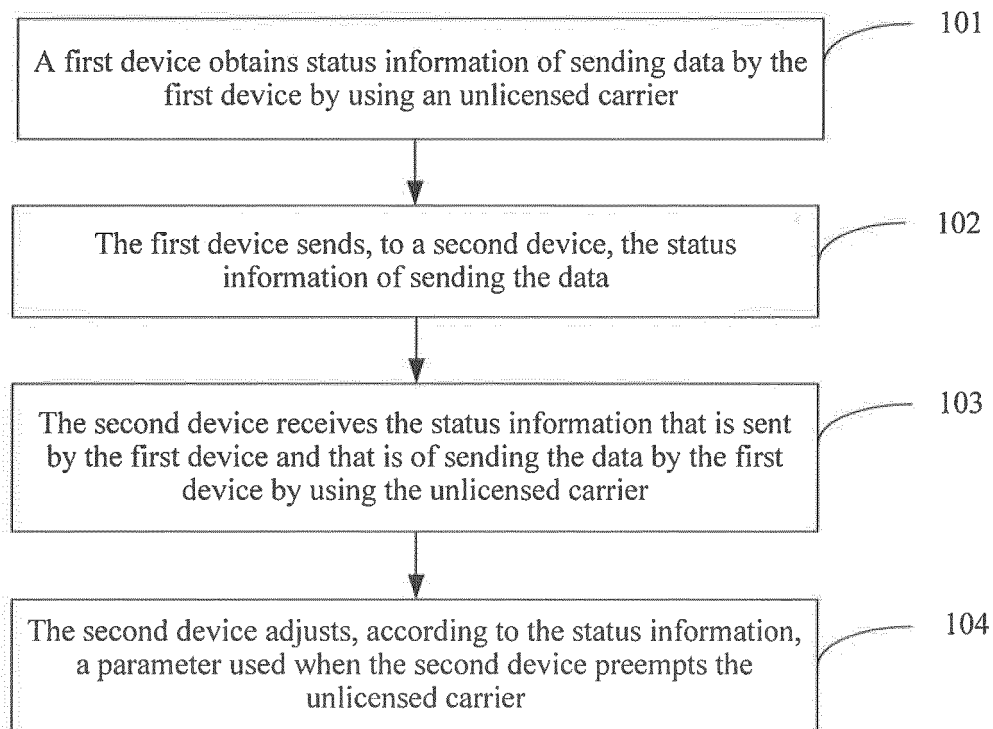 101
A first device obtains status information of sending data by the
first device by using an unlicensed carrier
102
The first device sends, to a second device, the status
information of sending the data
103
The second device receives the status information that is sent
by the first device and that is of sending the data by the first
device by using the unlicensed carrier
104
The second device adjusts, according to the status information,
a parameter used when the second device preempts the
unlicensed carrier